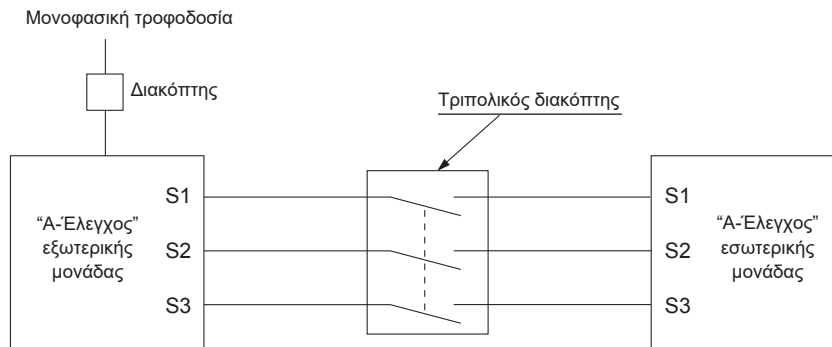 Μονοφασική τροφοδοσία
Διακόπτης
Τριπολικός διακόπτης
“Α-Έλεγχος”
εξωτερικής
μονάδας
S1
S2
S3
S1
S2
S3
“Α-Έλεγχος”
εσωτερικής
μονάδας